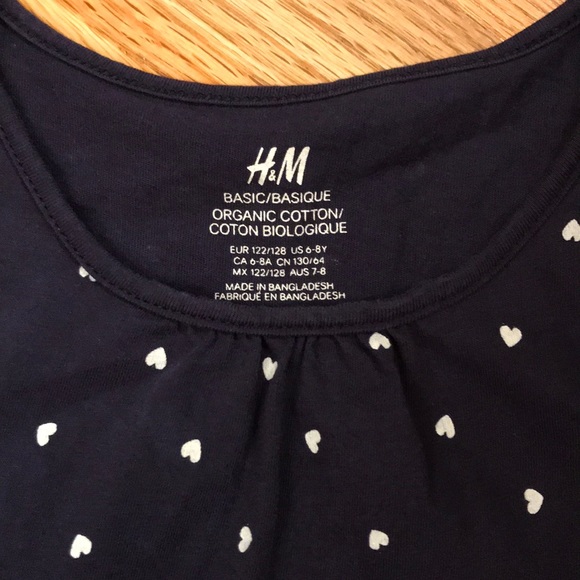 H&M
BASIC/BASIQUE
ORGANIC COTTON/
COTON BIOLOGIQUE
EUR 122/128 US 6-8Y
CA 6-8A CN 130/64
MX 122/128 AUS 7-8
MADE IN BANGLADESH
FABRIQUÉ EN BANGLADESH